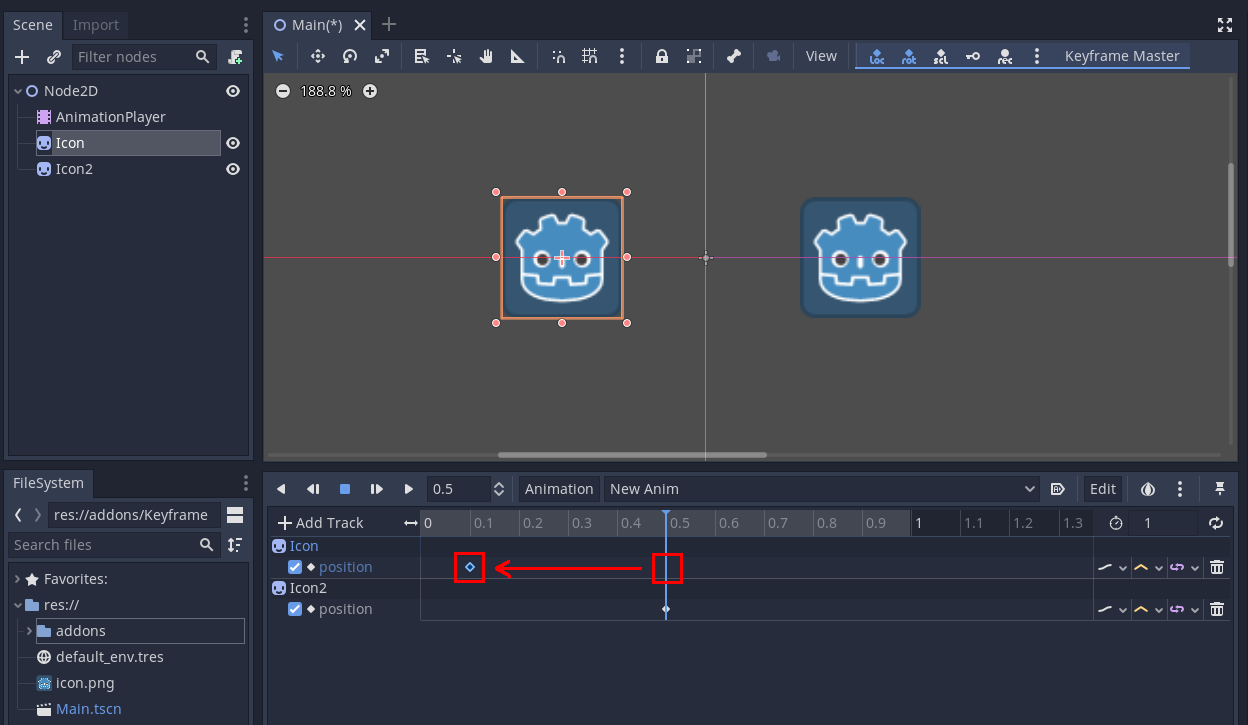 Scene Import
Filter nodes
Node2D
AnimationPlayer
Icon
Icon2
FileSystem
res://addons/Keyframe
Search files
Favorites:
res://
addons
default_env.tres
icon.png
Main.tscn
Main(*)
View loc rot scl rec Keyframe Master
188.8 %
0.5 Animation New Anim Edit
Add Track 0 0.1 0.2 0.3 0.4 0.5 0.6 0.7 0.8 0.9 1 1.1 1.2 1.3 1
Icon
position
Icon2
position